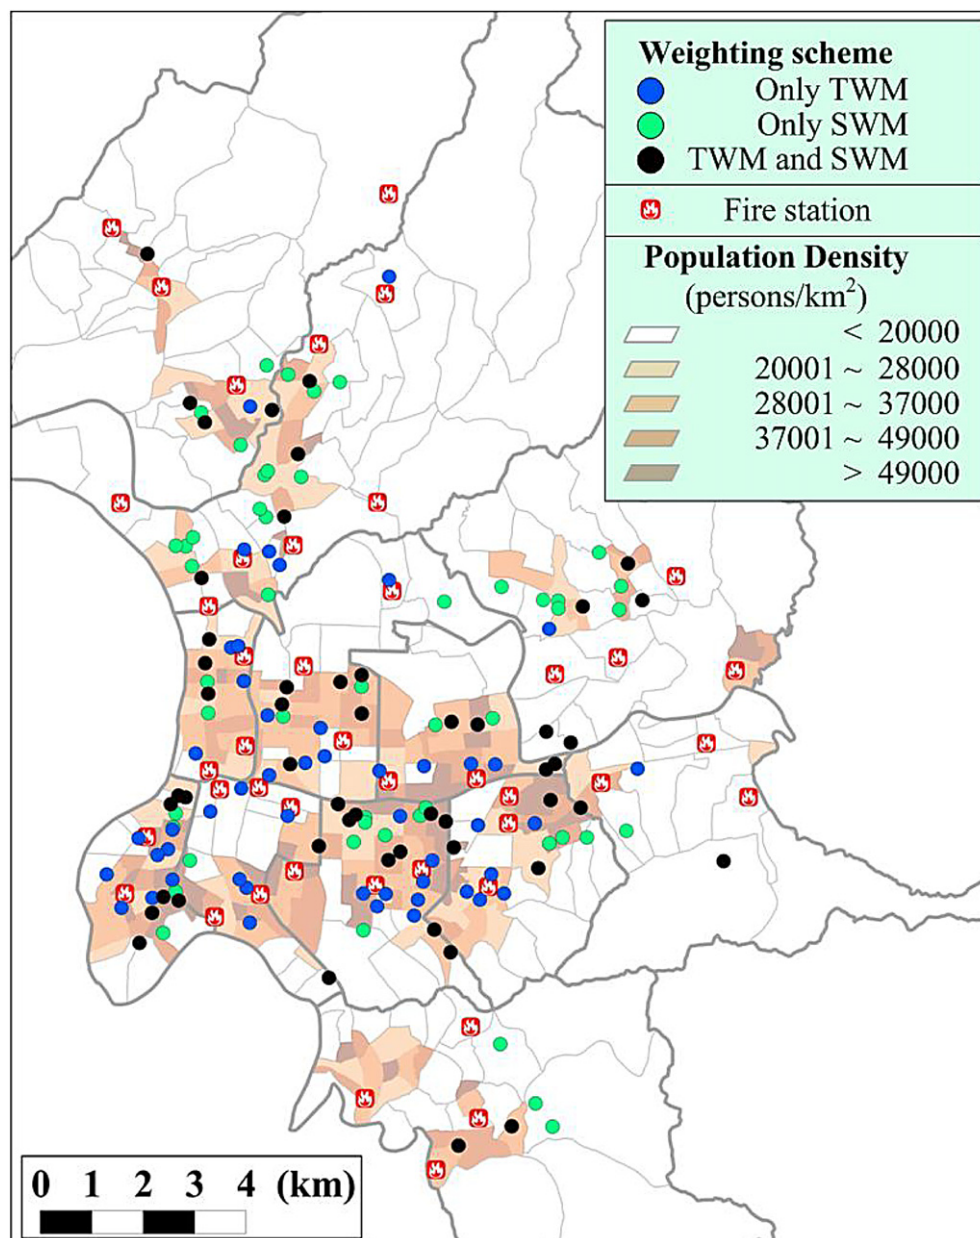 Weighting scheme
Only TWM
Only SWM
TWM and SWM
Fire station
Population Density
(persons/km²)
< 20000
20001 ~ 28000
28001 ~ 37000
37001 ~ 49000
> 49000
0 1 2 3 4 (km)